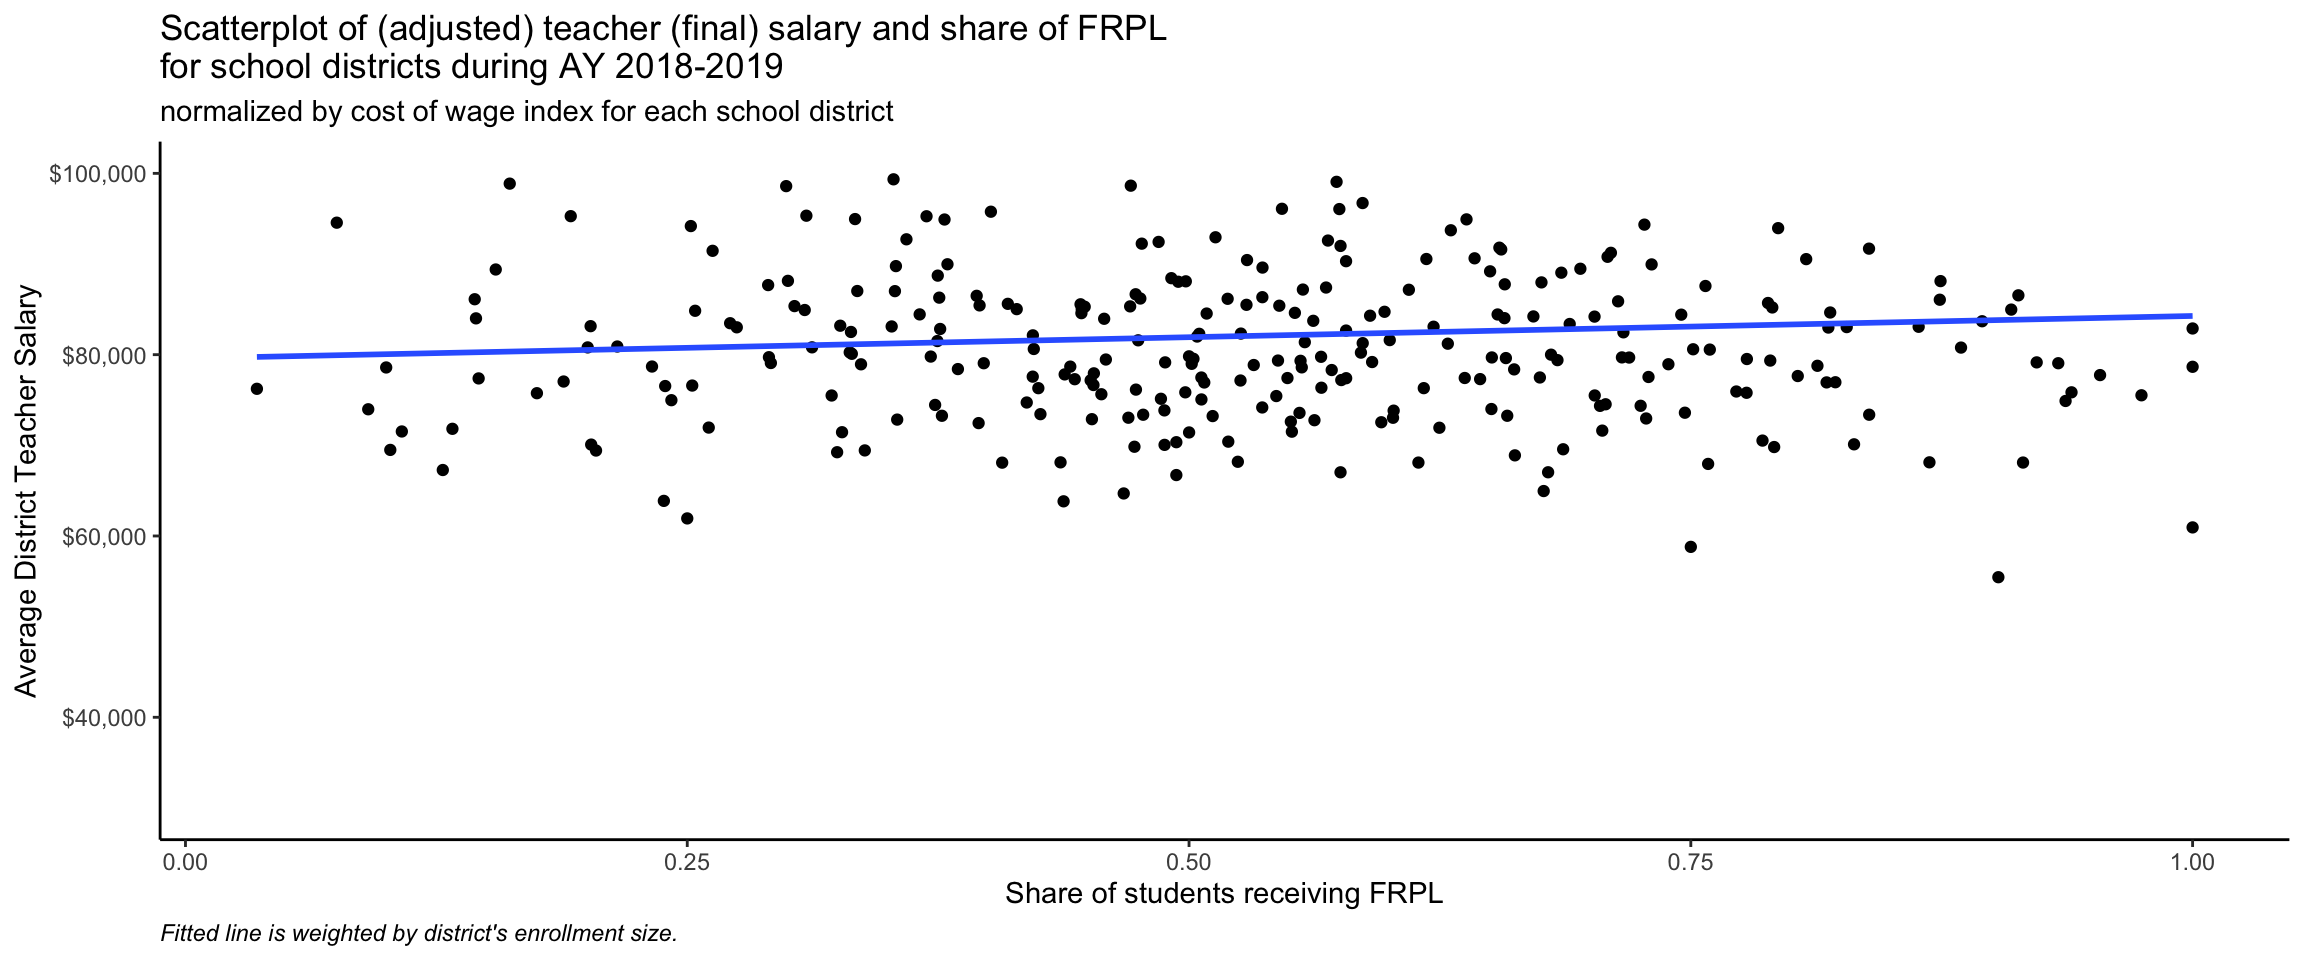 Scatterplot of (adjusted) teacher (final) salary and share of FRPL
for school districts during AY 2018-2019
normalized by cost of wage index for each school district
$100,000
$80,000
$60,000
$40,000
Average District Teacher Salary
0.00 0.25 0.50 0.75 1.00
Share of students receiving FRPL
Fitted line is weighted by district's enrollment size.